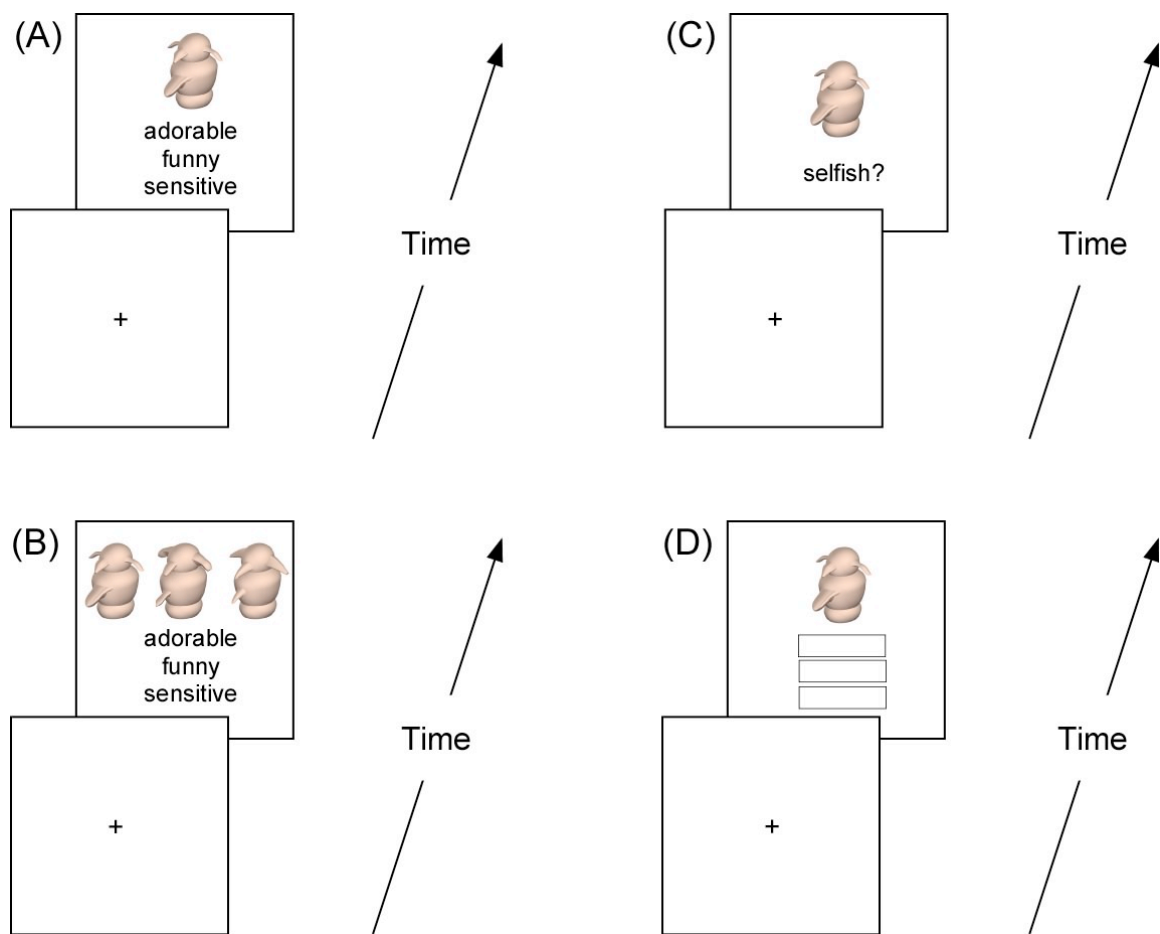 (A)
adorable
funny
sensitive
+
Time
(B)
adorable
funny
sensitive
+
Time
(C)
selfish?
+
Time
(D)
+
Time